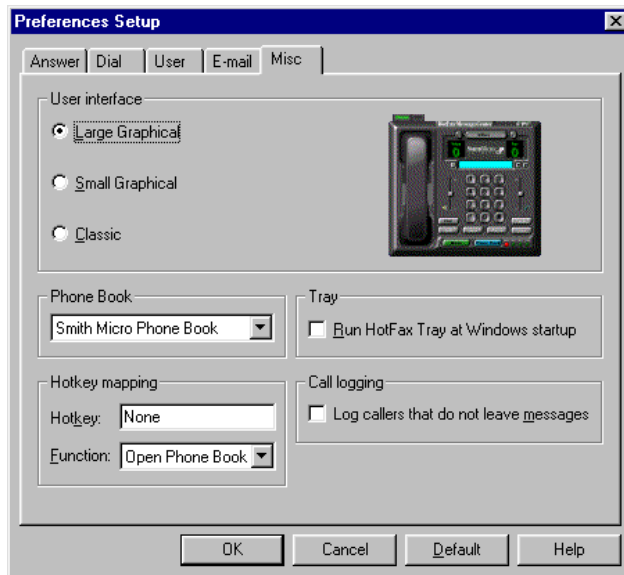 Preferences Setup
Answer Dial User E-mail Misc
User interface
Large Graphical
Small Graphical
Classic
Phone Book
Smith Micro Phone Book
Tray
Run HotFax Tray at Windows startup
Hotkey mapping
Hotkey: None
Function: Open Phone Book
Call logging
Log callers that do not leave messages
OK Cancel Default Help